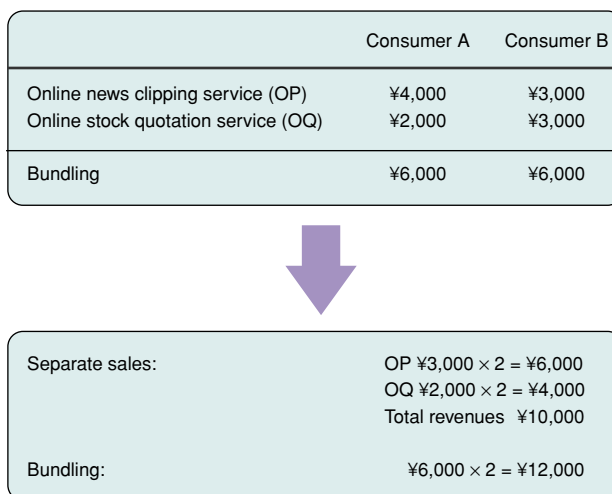 Consumer A Consumer B
Online news clipping service (OP) ¥4,000 ¥3,000
Online stock quotation service (OQ) ¥2,000 ¥3,000
Bundling ¥6,000 ¥6,000
Separate sales: OP ¥3,000 × 2 = ¥6,000
OQ ¥2,000 × 2 = ¥4,000
Total revenues ¥10,000
Bundling: ¥6,000 × 2 = ¥12,000